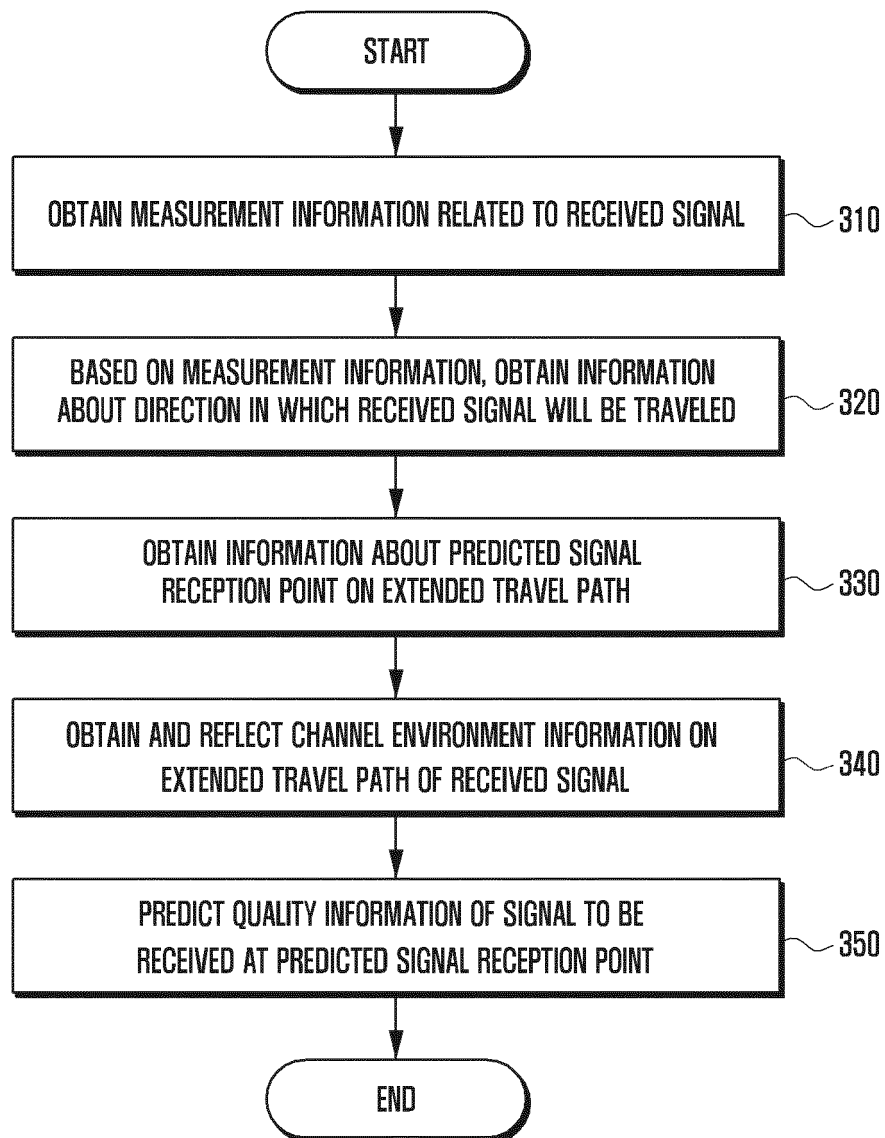 START
OBTAIN MEASUREMENT INFORMATION RELATED TO RECEIVED SIGNAL
310
BASED ON MEASUREMENT INFORMATION, OBTAIN INFORMATION
ABOUT DIRECTION IN WHICH RECEIVED SIGNAL WILL BE TRAVELED
320
OBTAIN INFORMATION ABOUT PREDICTED SIGNAL
RECEPTION POINT ON EXTENDED TRAVEL PATH
330
OBTAIN AND REFLECT CHANNEL ENVIRONMENT INFORMATION ON
EXTENDED TRAVEL PATH OF RECEIVED SIGNAL
340
PREDICT QUALITY INFORMATION OF SIGNAL TO BE
RECEIVED AT PREDICTED SIGNAL RECEPTION POINT
350
END